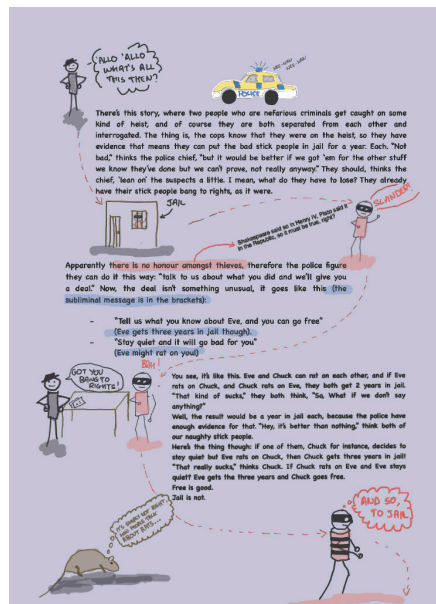 'ALLO 'ALLO
WHAT'S ALL
THIS THEN?
NEE-NAW
NEE-NAW
POLICE
There's this story, where two people who are nefarious criminals get caught on some
kind of heist, and of course they are both separated from each other and
interrogated. The thing is, the cops know that they were on the heist, so they have
evidence that means they can put the bad stick people in jail for a year. Each. "Not
bad," thinks the police chief, "but it would be better if we got 'em for the other stuff
we know they've done but we can't prove, not really anyway." They should, thinks the
chief, 'lean on' the suspects a little. I mean, what do they have to lose? They already
have their stick people bang to rights, as it were.
JAIL
SLANDER!
Shakespeare said so in Henry IV, Plato said it
in the Republic, so it must be true, right?
Apparently there is no honour amongst thieves, therefore the police figure
they can do it this way: "talk to us about what you did and we'll give you
a deal." Now, the deal isn't something unusual, it goes like this (the
subliminal message is in the brackets):
- "Tell us what you know about Eve, and you can go free"
(Eve gets three years in jail though).
- "Stay quiet and it will go bad for you"
(Eve might rat on you!)
BAH!
GOT YOU
BANG TO
RIGHTS!
You see, it's like this. Eve and Chuck can rat on each other, and if Eve
rats on Chuck, and Chuck rats on Eve, they both get 2 years in jail.
"That kind of sucks," they both think, "So, What if we don't say
anything?"
Well, the result would be a year in jail each, because the police have
enough evidence for that. "Hey, it's better than nothing," think both of
our naughty stick people.
Here's the thing though: if one of them, Chuck for instance, decides to
stay quiet but Eve rats on Chuck, then Chuck gets three years in jail!
"That really sucks," thinks Chuck. If Chuck rats on Eve and Eve stays
quiet? Eve gets the three years and Chuck goes free.
Free is good.
Jail is not.
IT'S SIMPLY NOT RIGHT
HOW PEOPLE TALK
ABOUT RATS...
AND SO,
TO JAIL